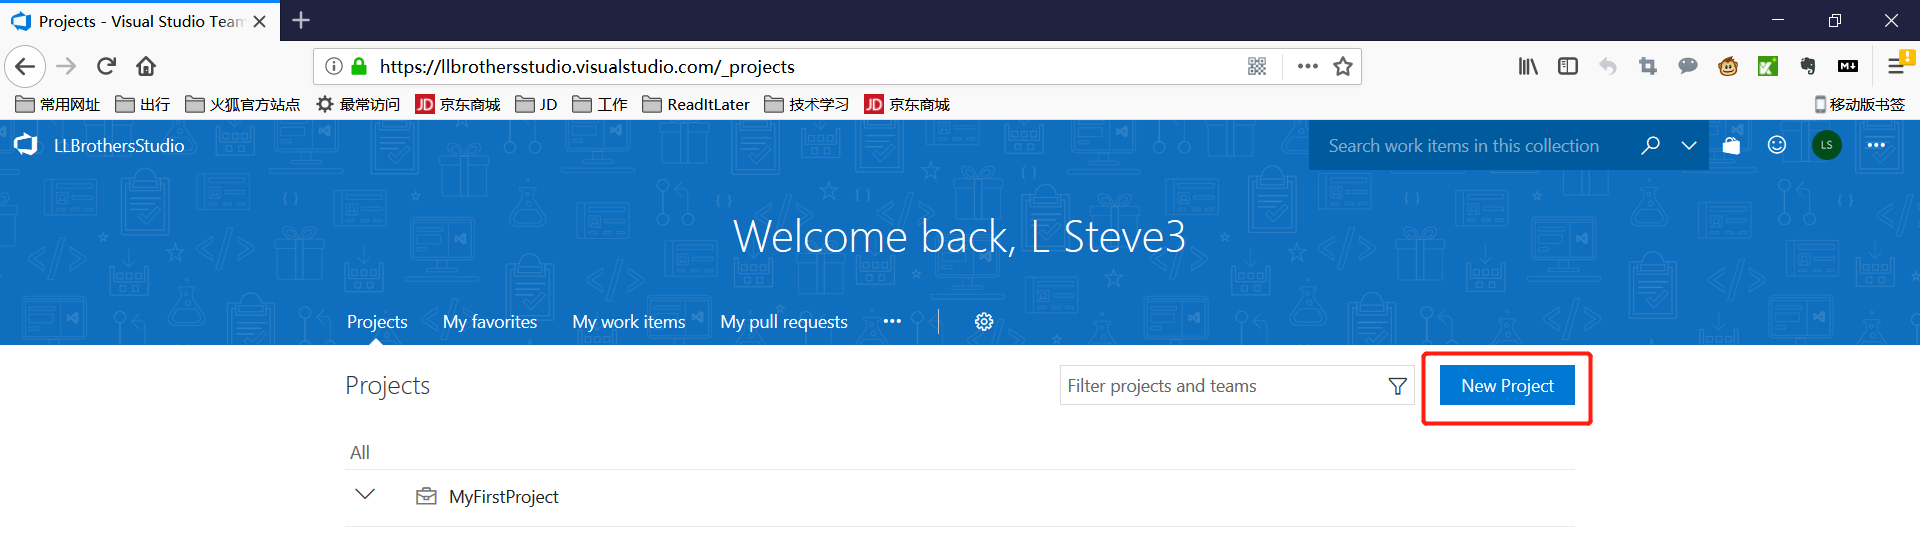 Projects - Visual Studio Team
https://llbrothersstudio.visualstudio.com/_projects
常用网址 出行 火狐官方站点 最常访问 JD 京东商城 JD 工作 ReadItLater 技术学习 JD 京东商城 移动版书签
LLBrothersStudio Search work items in this collection LS
Welcome back, L Steve3
Projects My favorites My work items My pull requests
Projects Filter projects and teams New Project
All
MyFirstProject